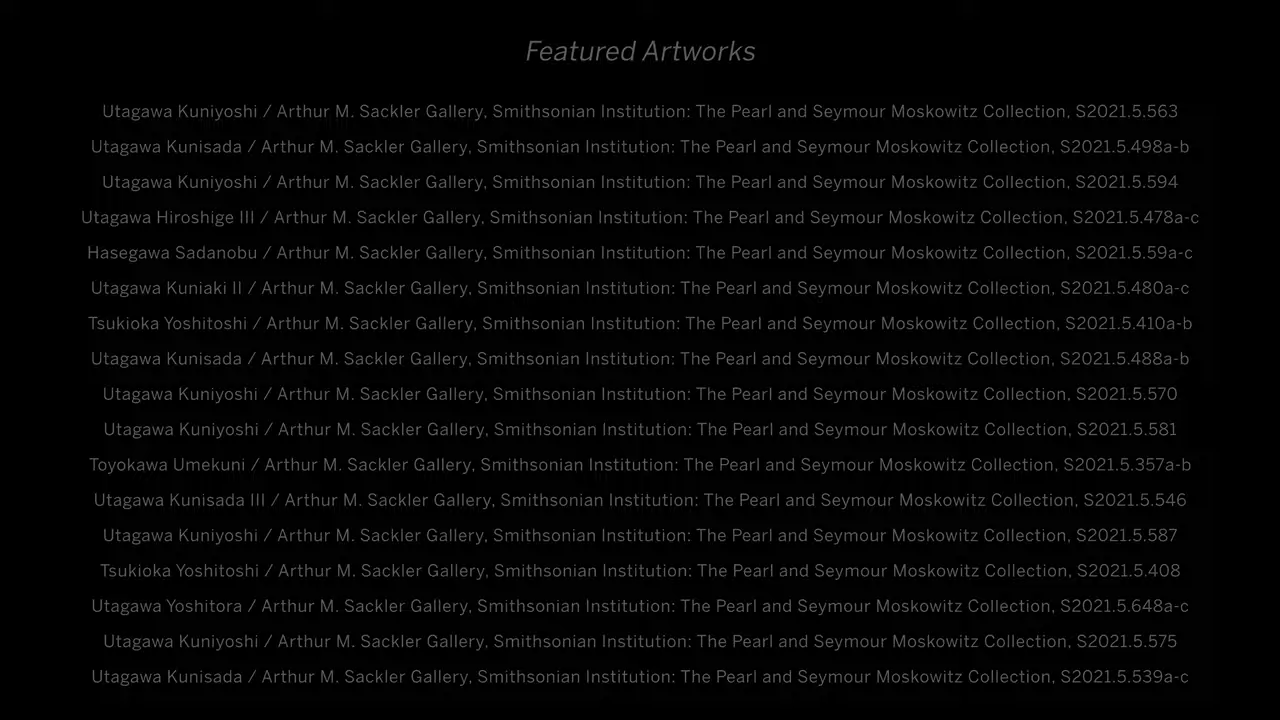 Featured Artworks
Utagawa Kuniyoshi / Arthur M. Sackler Gallery, Smithsonian Institution: The Pearl and Seymour Moskowitz Collection, S2021.5.563
Utagawa Kunisada / Arthur M. Sackler Gallery, Smithsonian Institution: The Pearl and Seymour Moskowitz Collection, S2021.5.498a-b
Utagawa Kuniyoshi / Arthur M. Sackler Gallery, Smithsonian Institution: The Pearl and Seymour Moskowitz Collection, S2021.5.594
Utagawa Hiroshige III / Arthur M. Sackler Gallery, Smithsonian Institution: The Pearl and Seymour Moskowitz Collection, S2021.5.478a-c
Hasegawa Sadanobu / Arthur M. Sackler Gallery, Smithsonian Institution: The Pearl and Seymour Moskowitz Collection, S2021.5.59a-c
Utagawa Kuniaki II / Arthur M. Sackler Gallery, Smithsonian Institution: The Pearl and Seymour Moskowitz Collection, S2021.5.480a-c
Tsukioka Yoshitoshi / Arthur M. Sackler Gallery, Smithsonian Institution: The Pearl and Seymour Moskowitz Collection, S2021.5.410a-b
Utagawa Kunisada / Arthur M. Sackler Gallery, Smithsonian Institution: The Pearl and Seymour Moskowitz Collection, S2021.5.488a-b
Utagawa Kuniyoshi / Arthur M. Sackler Gallery, Smithsonian Institution: The Pearl and Seymour Moskowitz Collection, S2021.5.570
Utagawa Kuniyoshi / Arthur M. Sackler Gallery, Smithsonian Institution: The Pearl and Seymour Moskowitz Collection, S2021.5.581
Toyokawa Umekuni / Arthur M. Sackler Gallery, Smithsonian Institution: The Pearl and Seymour Moskowitz Collection, S2021.5.357a-b
Utagawa Kunisada III / Arthur M. Sackler Gallery, Smithsonian Institution: The Pearl and Seymour Moskowitz Collection, S2021.5.546
Utagawa Kuniyoshi / Arthur M. Sackler Gallery, Smithsonian Institution: The Pearl and Seymour Moskowitz Collection, S2021.5.587
Tsukioka Yoshitoshi / Arthur M. Sackler Gallery, Smithsonian Institution: The Pearl and Seymour Moskowitz Collection, S2021.5.408
Utagawa Yoshitora / Arthur M. Sackler Gallery, Smithsonian Institution: The Pearl and Seymour Moskowitz Collection, S2021.5.648a-c
Utagawa Kuniyoshi / Arthur M. Sackler Gallery, Smithsonian Institution: The Pearl and Seymour Moskowitz Collection, S2021.5.575
Utagawa Kunisada / Arthur M. Sackler Gallery, Smithsonian Institution: The Pearl and Seymour Moskowitz Collection, S2021.5.539a-c